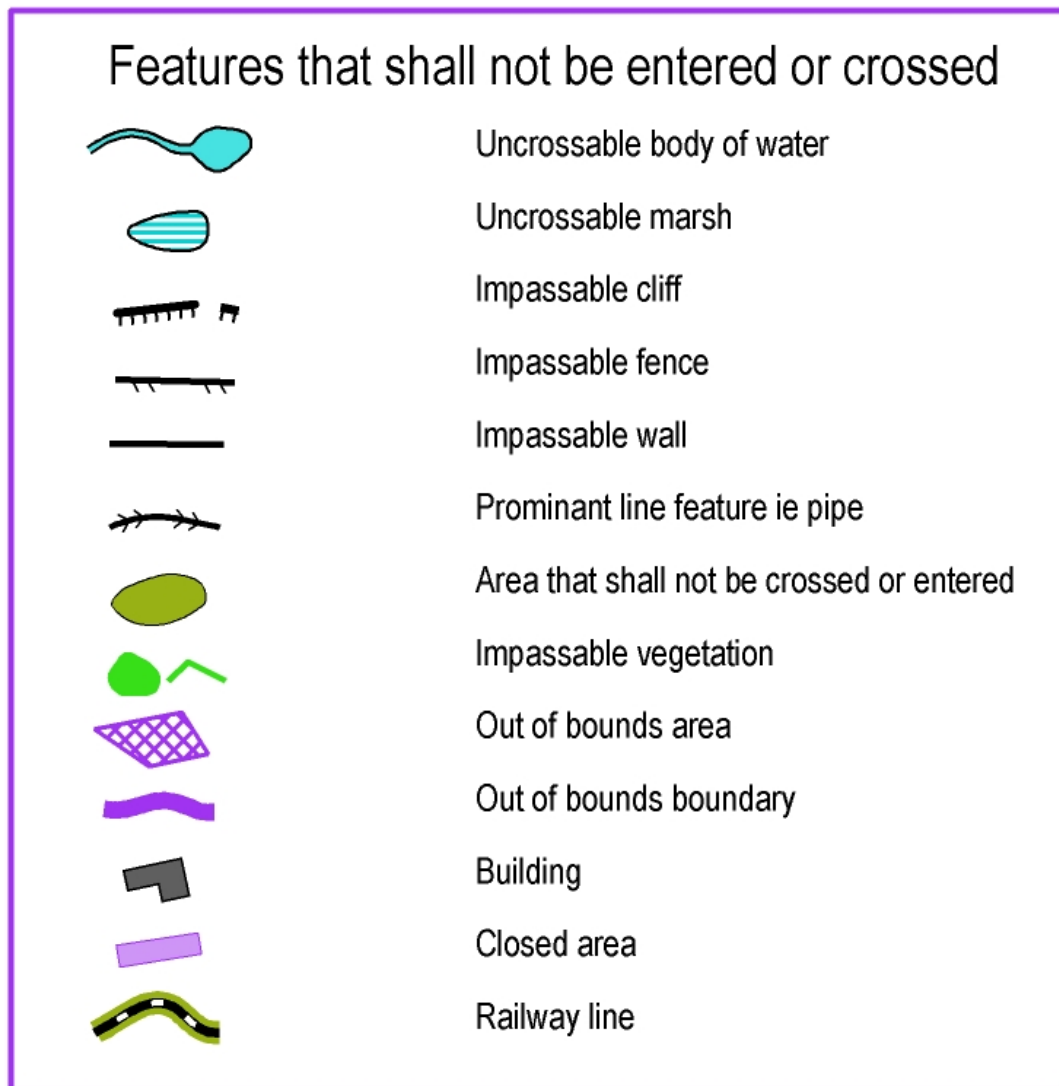 Features that shall not be entered or crossed
Uncrossable body of water
Uncrossable marsh
Impassable cliff
Impassable fence
Impassable wall
Prominant line feature ie pipe
Area that shall not be crossed or entered
Impassable vegetation
Out of bounds area
Out of bounds boundary
Building
Closed area
Railway line